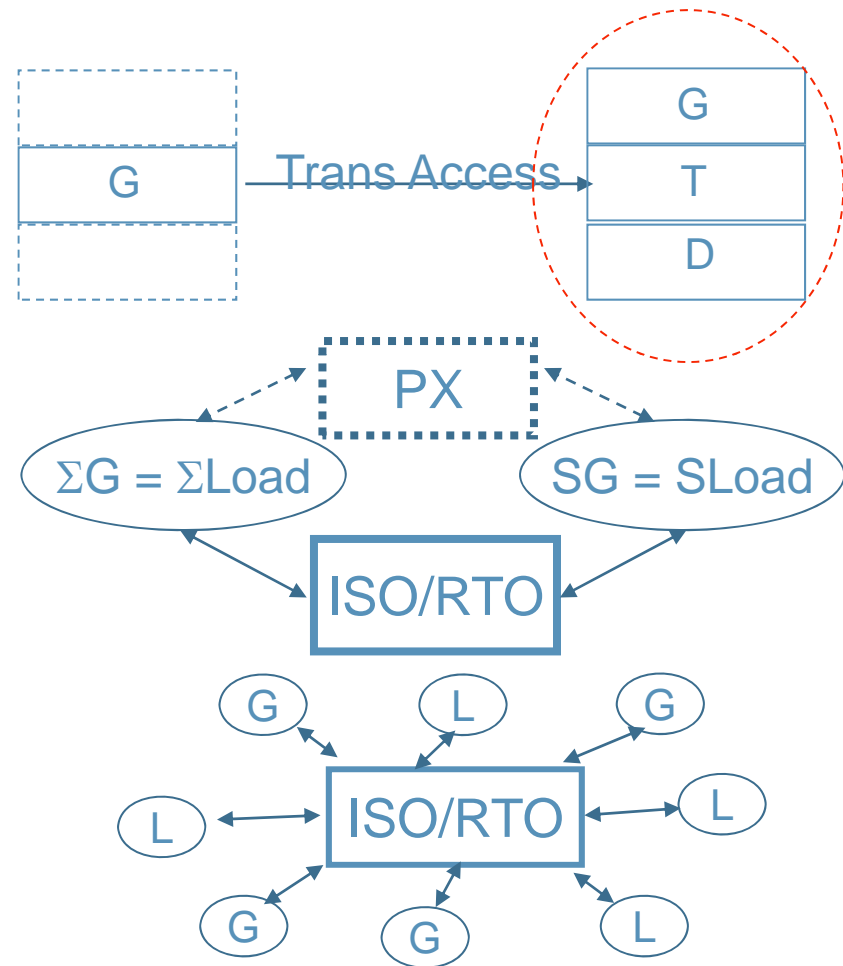 G
G
Trans Access
T
D
PX
ΣG = ΣLoad
SG = SLoad
ISO/RTO
G
L
G
L
ISO/RTO
L
G
G
L